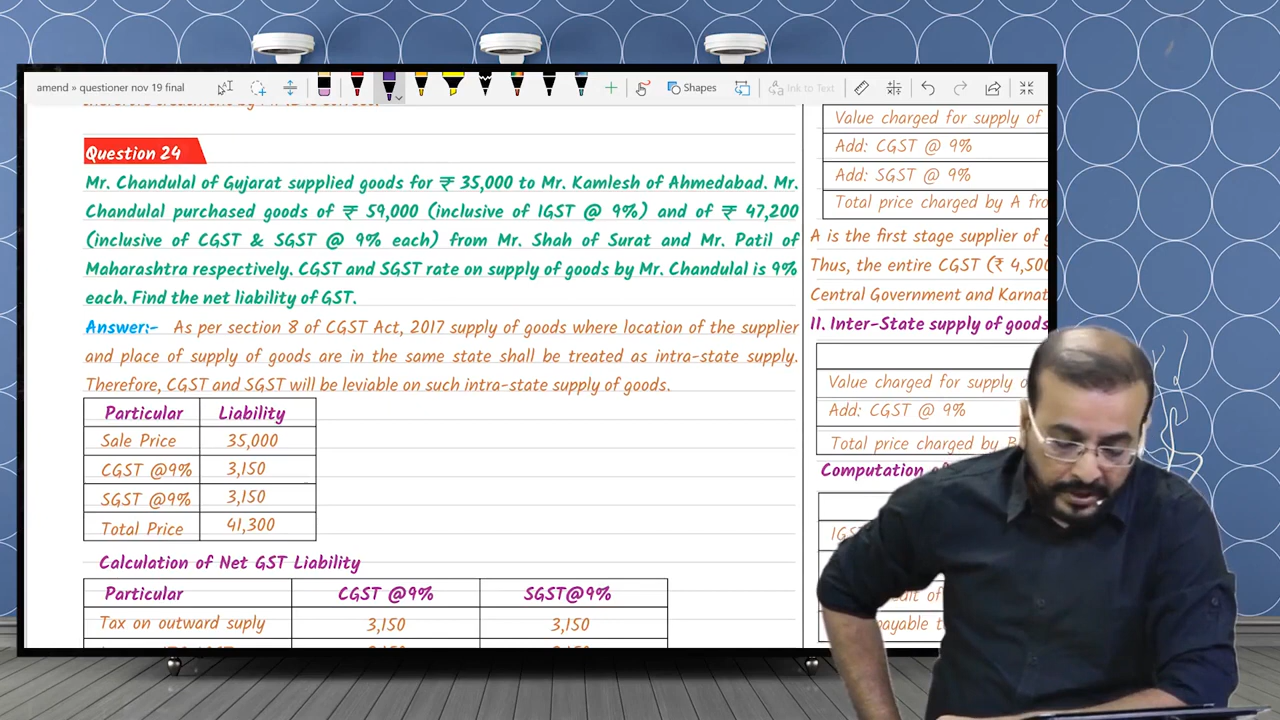 amend » questioner nov 19 final
Shapes
Ink to Text
Question 24
Mr. Chandulal of Gujarat supplied goods for ₹ 35,000 to Mr. Kamlesh of Ahmedabad. Mr.
Chandulal purchased goods of ₹ 59,000 (inclusive of IGST @ 9%) and of ₹ 47,200
(inclusive of CGST & SGST @ 9% each) from Mr. Shah of Surat and Mr. Patil of
Maharashtra respectively. CGST and SGST rate on supply of goods by Mr. Chandulal is 9%
each. Find the net liability of GST.
Answer:- As per section 8 of CGST Act, 2017 supply of goods where location of the supplier
and place of supply of goods are in the same state shall be treated as intra-state supply.
Therefore, CGST and SGST will be leviable on such intra-state supply of goods.
Particular Liability
Sale Price 35,000
CGST @9% 3,150
SGST @9% 3,150
Total Price 41,300
Calculation of Net GST Liability
Particular CGST @9% SGST@9%
Tax on outward suply 3,150 3,150
Value charged for supply of
Add: CGST @ 9%
Add: SGST @ 9%
Total price charged by A fro
A is the first stage supplier of g
Thus, the entire CGST (₹ 4,500
Central Government and Karnat
II. Inter-State supply of goods
Value charged for supply o
Add: CGST @ 9%
Total price charged by B
Computation
IGS
of
payable t